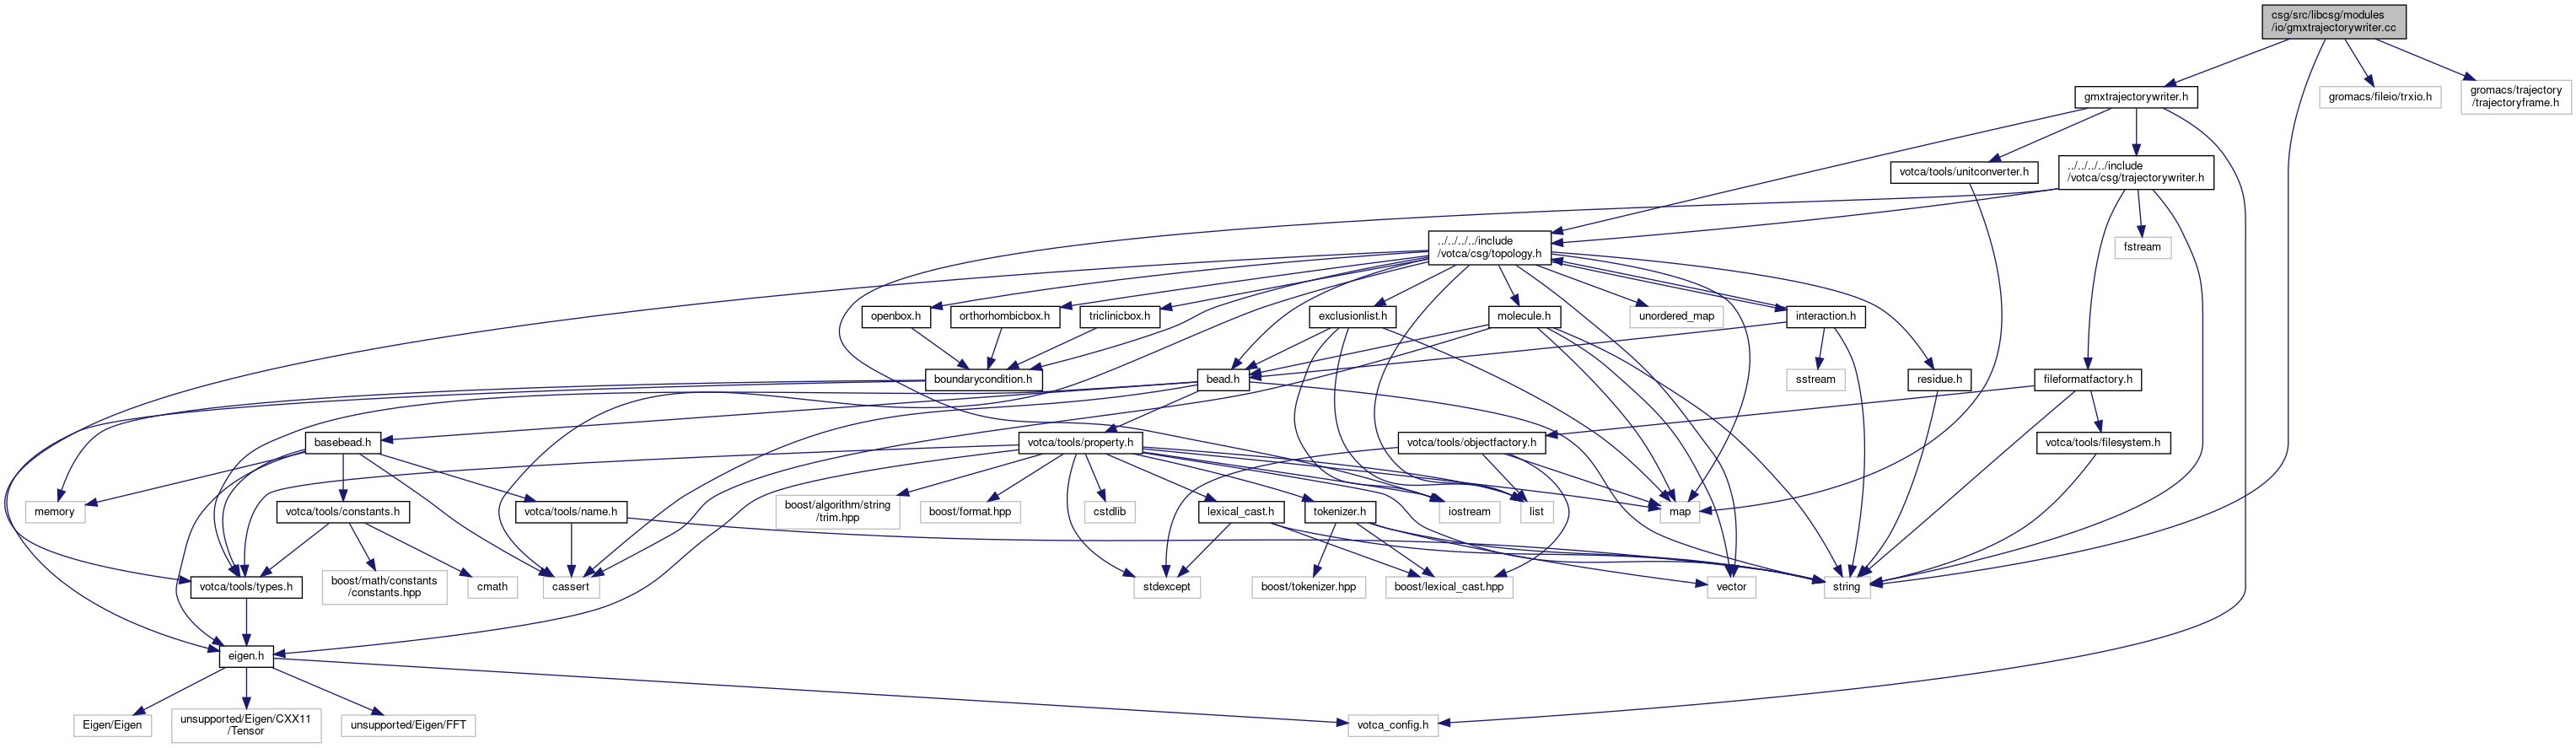 csg/src/libcsg/modules
/io/gmxtrajectorywriter.cc
gmxtrajectorywriter.h
gromacs/fileio/trxio.h
gromacs/trajectory
/trajectoryframe.h
votca/tools/unitconverter.h
../../../../include
/votca/csg/trajectorywriter.h
../../../../include
/votca/csg/topology.h
fstream
openbox.h
orthorhombicbox.h
triclinicbox.h
exclusionlist.h
molecule.h
unordered_map
interaction.h
boundarycondition.h
bead.h
sstream
residue.h
fileformatfactory.h
basebead.h
votca/tools/property.h
votca/tools/objectfactory.h
votca/tools/filesystem.h
memory
votca/tools/constants.h
votca/tools/name.h
boost/algorithm/string
/trim.hpp
boost/format.hpp
cstdlib
lexical_cast.h
tokenizer.h
iostream
list
map
votca/tools/types.h
boost/math/constants
/constants.hpp
cmath
cassert
stdexcept
boost/tokenizer.hpp
boost/lexical_cast.hpp
vector
string
eigen.h
Eigen/Eigen
unsupported/Eigen/CXX11
/Tensor
unsupported/Eigen/FFT
votca_config.h